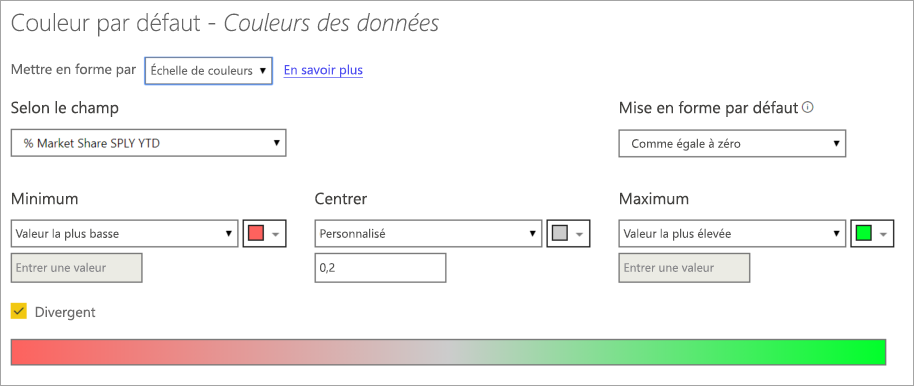 Couleur par défaut - Couleurs des données
Mettre en forme par Échelle de couleurs En savoir plus
Selon le champ Mise en forme par défaut
% Market Share SPLY YTD Comme égale à zéro
Minimum Centrer Maximum
Valeur la plus basse Personnalisé Valeur la plus élevée
Entrer une valeur 0,2 Entrer une valeur
Divergent